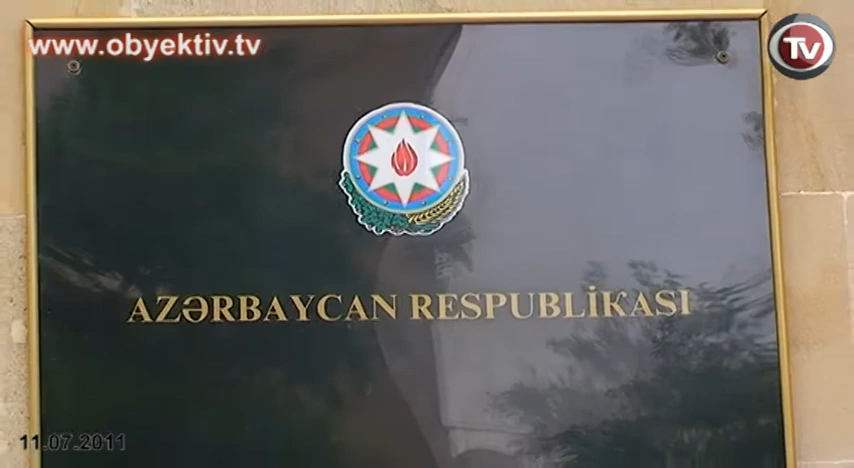 www.obyektiv.tv
TV
AZƏRBAYCAN RESPUBLİKASI
11.07.2011